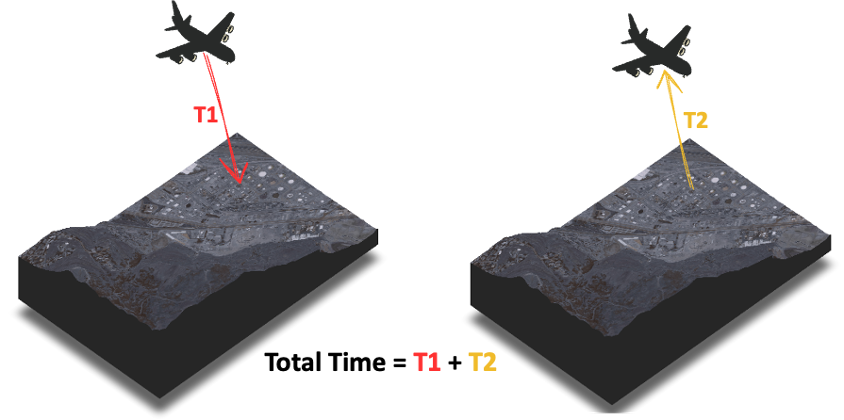 T1
T2
Total Time = T1 + T2